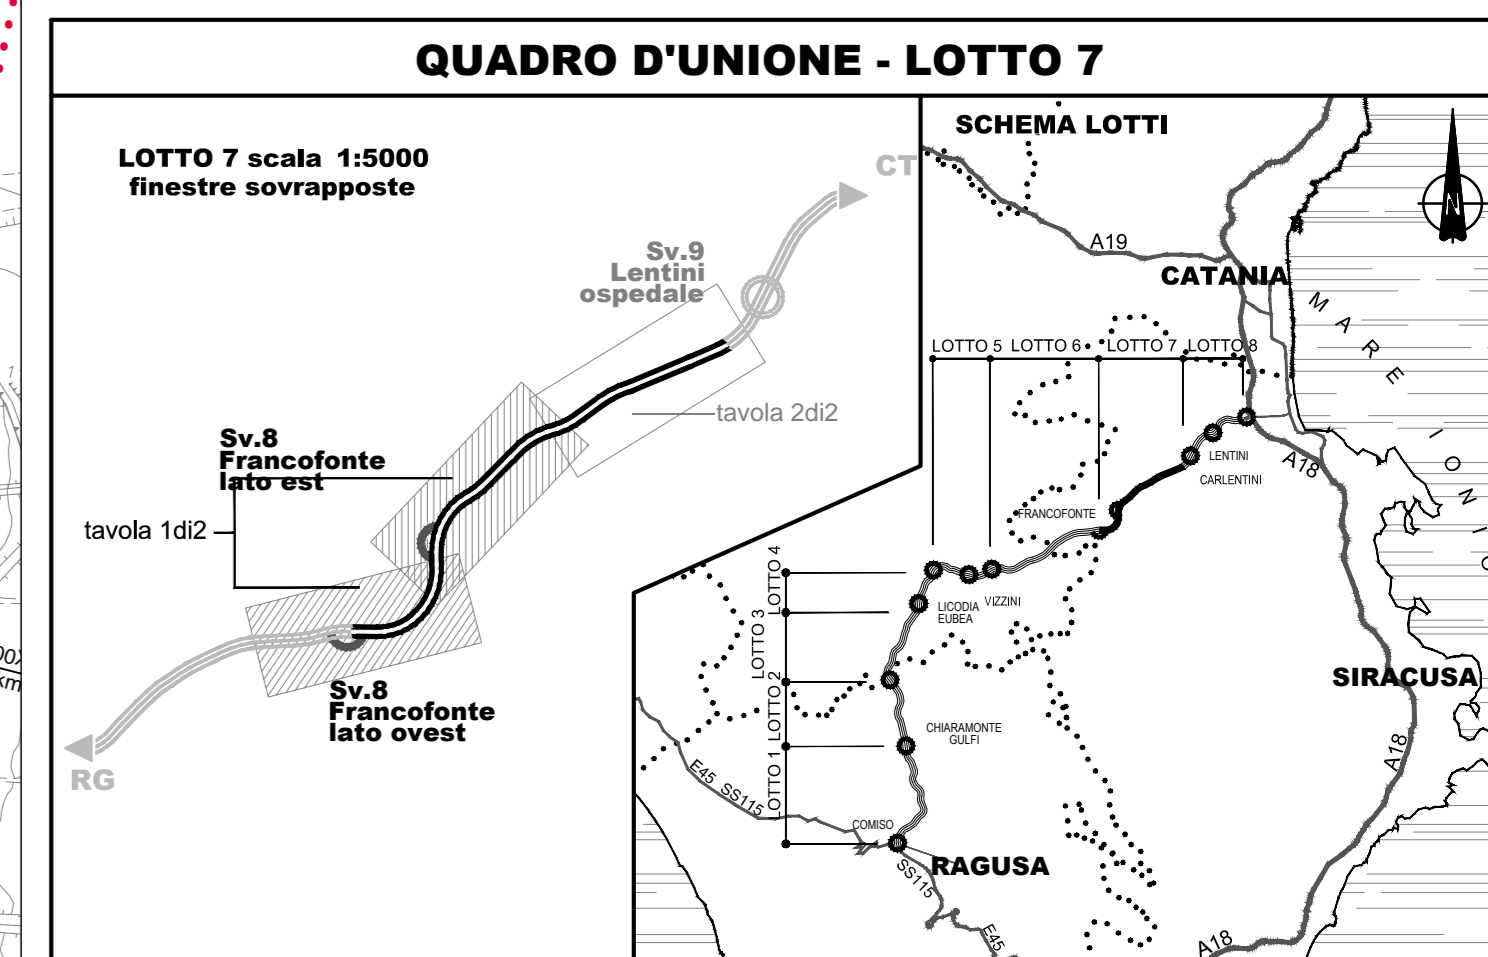 QUADRO D'UNIONE - LOTTO 7
LOTTO 7 scala 1:5000
finestre sovrapposte
CT
Sv.9
Lentini
ospedale
tavola 2di2
Sv.8
Francofonte
lato est
tavola 1di2
Sv.8
Francofonte
lato ovest
RG
SCHEMA LOTTI
N
A19
CATANIA
MARE IONIO
LOTTO 5
LOTTO 6
LOTTO 7
LOTTO 8
LENTINI
CARLENTINI
A18
FRANCOFONTE
LOTTO 4
LOTTO 3
LOTTO 2
LOTTO 1
LICODIA
EUBEA
VIZZINI
CHIARAMONTE
GULFI
SIRACUSA
A18
E45
SS115
COMISO
RAGUSA
SS115
E45
A18
km